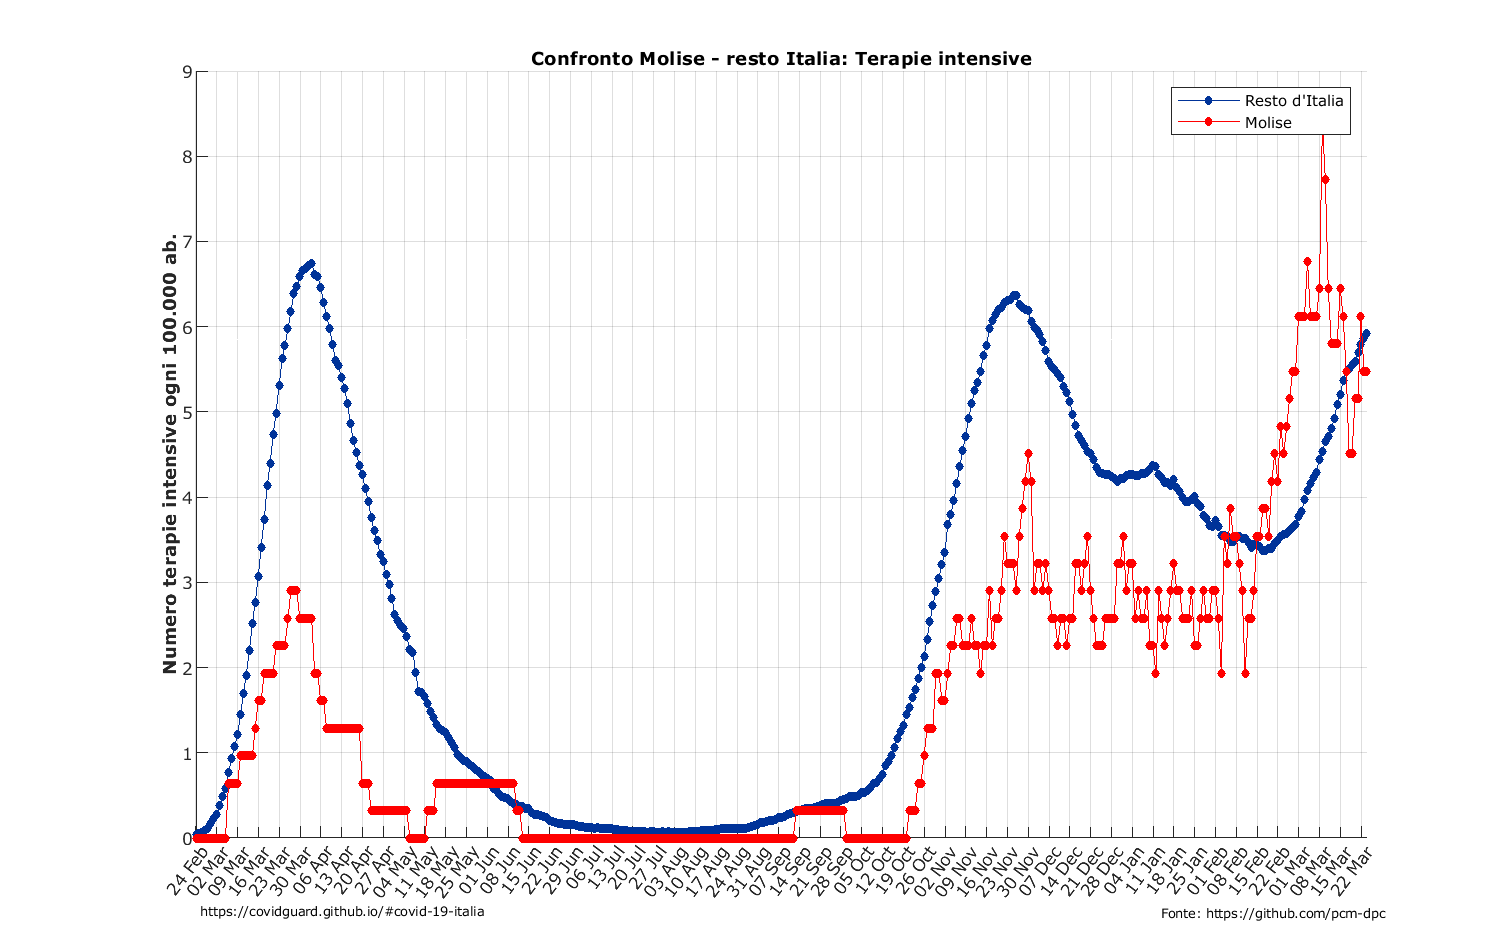 Confronto Molise - resto Italia: Terapie intensive
Resto d'Italia
Molise
Numero terapie intensive ogni 100.000 ab.
9
8
7
6
5
4
3
2
1
0
24 Feb
02 Mar
09 Mar
16 Mar
23 Mar
30 Mar
06 Apr
13 Apr
20 Apr
27 Apr
04 May
11 May
18 May
25 May
01 Jun
08 Jun
15 Jun
22 Jun
29 Jun
06 Jul
13 Jul
20 Jul
27 Jul
03 Aug
10 Aug
17 Aug
24 Aug
31 Aug
07 Sep
14 Sep
21 Sep
28 Sep
05 Oct
12 Oct
19 Oct
26 Oct
02 Nov
09 Nov
16 Nov
23 Nov
30 Nov
07 Dec
14 Dec
21 Dec
28 Dec
04 Jan
11 Jan
18 Jan
25 Jan
01 Feb
08 Feb
15 Feb
22 Feb
01 Mar
08 Mar
15 Mar
22 Mar
https://covidguard.github.io/#covid-19-italia
Fonte: https://github.com/pcm-dpc